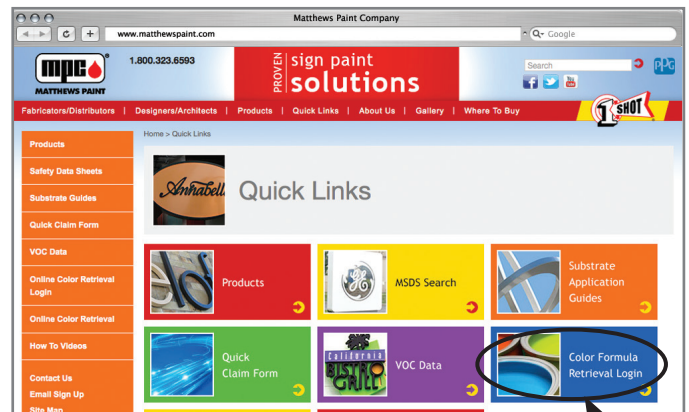 Matthews Paint Company
www.matthewspaint.com
Google
mpc
MATTHEWS PAINT
1.800.323.6593
PROVEN
sign paint
solutions
Search
PPG
You
Fabricators/Distributors | Designers/Architects | Products | Quick Links | About Us | Gallery | Where To Buy
1 SHOT
Products
Safety Data Sheets
Substrate Guides
Quick Claim Form
VOC Data
Online Color Retrieval
Login
Online Color Retrieval
How To Videos
Contact Us
Email Sign Up
Site Map
Home > Quick Links
Annabell
Quick Links
Products
MSDS Search
Substrate
Application
Guides
Quick
Claim Form
California
BISTRO
GRILL
VOC Data
Color Formula
Retrieval Login